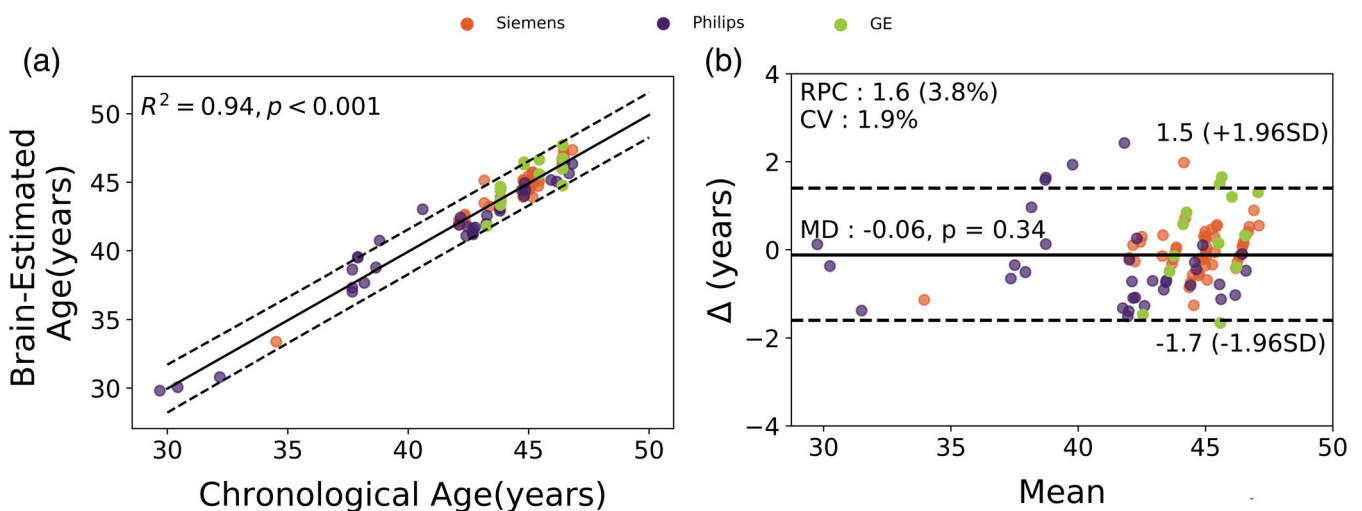 Siemens
Philips
GE
(a)
R² = 0.94, p < 0.001
Brain-Estimated
Age(years)
50
45
40
35
30
30 35 40 45 50
Chronological Age(years)
(b)
RPC : 1.6 (3.8%)
CV : 1.9%
1.5 (+1.96SD)
MD : -0.06, p = 0.34
-1.7 (-1.96SD)
Δ (years)
4
2
0
−2
−4
30 35 40 45 50
Mean